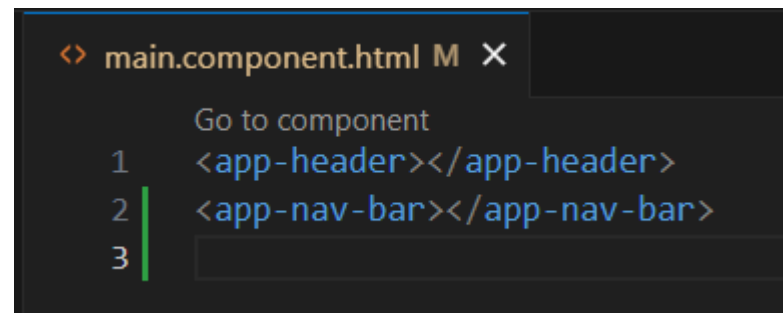 <> main.component.html M ×
Go to component
1 <app-header></app-header>
2 <app-nav-bar></app-nav-bar>
3